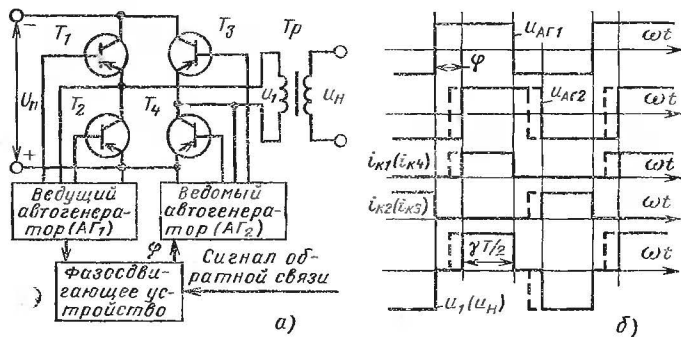 T₁
T₃
Tр
−
Uп
u₁
uн
T₂
T₄
+
Ведущий
автогенера-
тор(АГ₁)
Ведомый
автогенера-
тор(АГ₂)
φ
Сигнал об-
ратной связи
Фазосдви-
гающее уст-
ройство
а)
uАГ1
ωt
φ
uАГ2
ωt
iк1(iк4)
ωt
iк2(iк3)
ωt
γT/2
ωt
u₁(uн)
б)